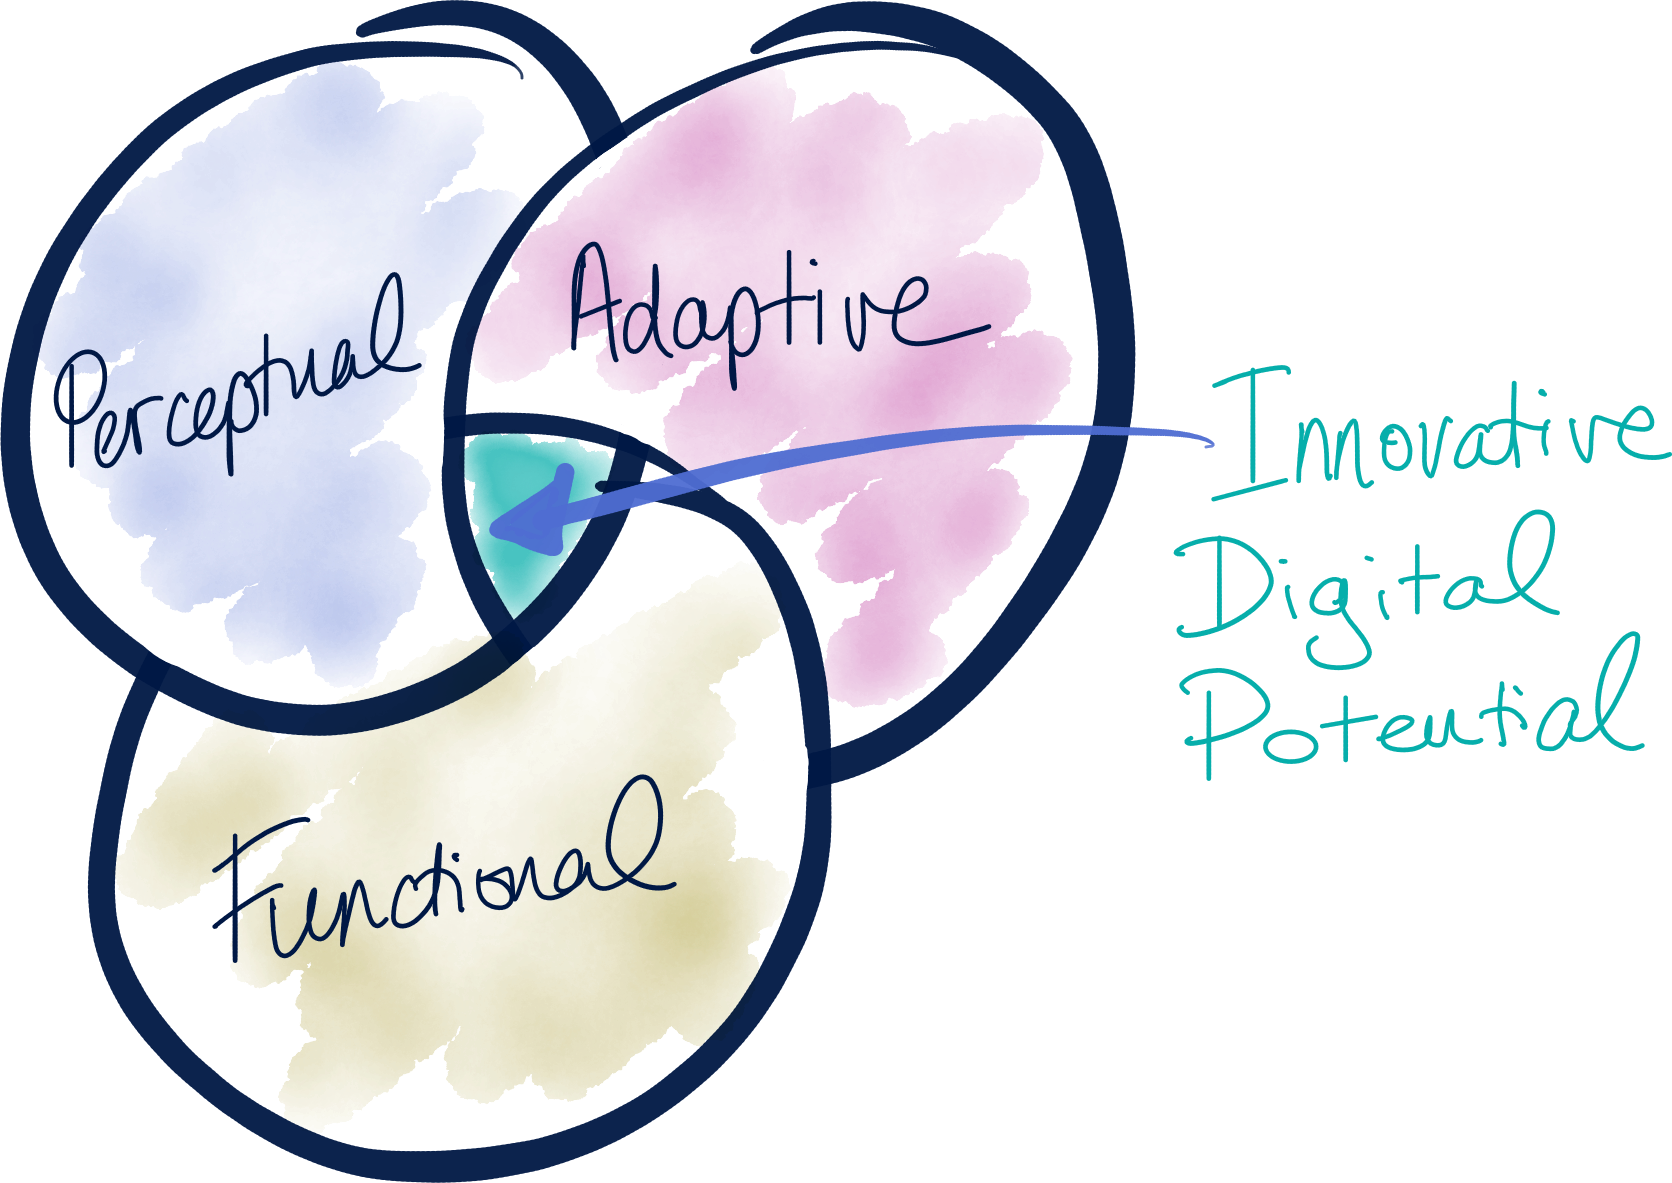 Perceptual
Adaptive
Functional
Innovative
Digital
Potential